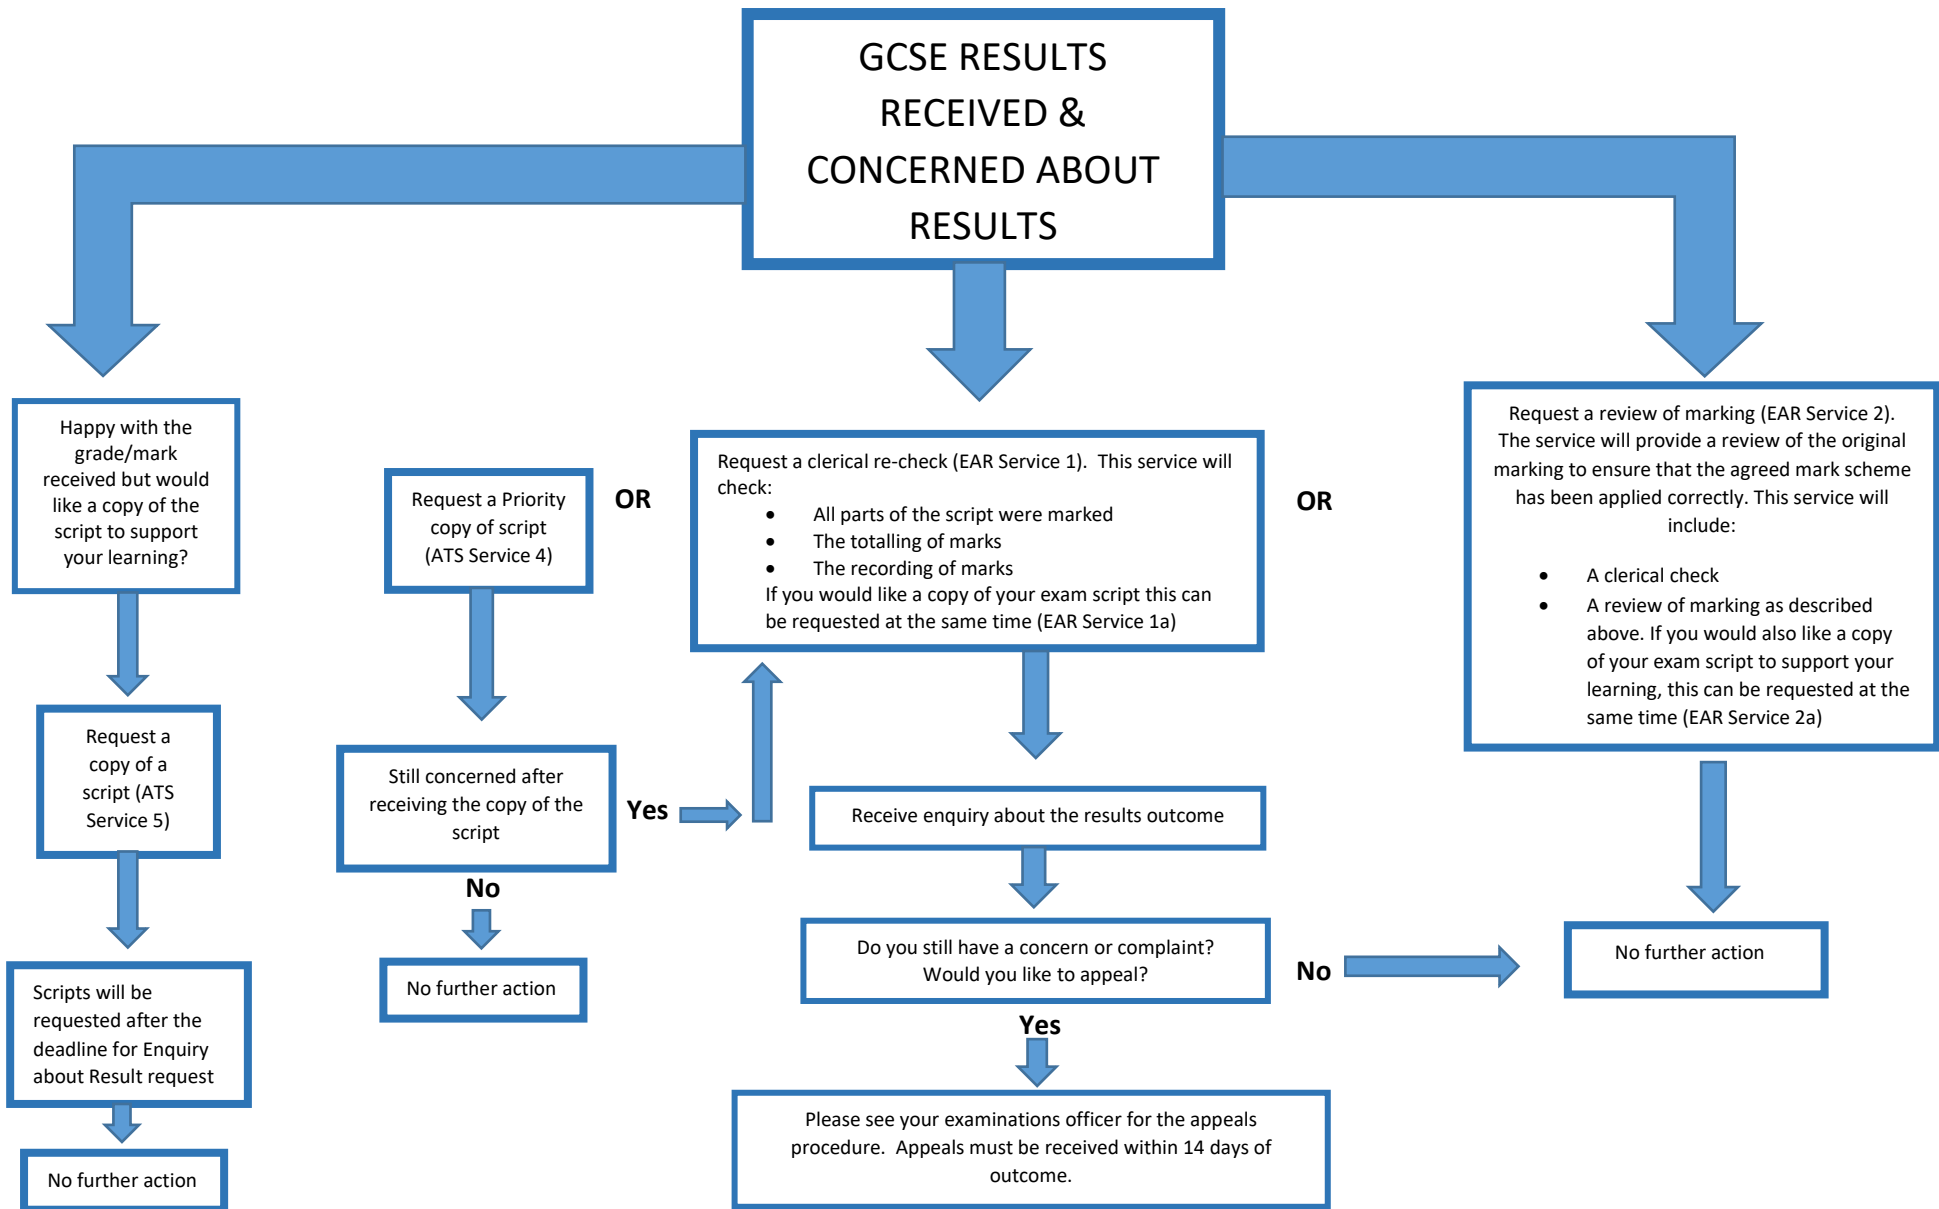 GCSE RESULTS
RECEIVED &
CONCERNED ABOUT
RESULTS
Happy with the
grade/mark
received but would
like a copy of the
script to support
your learning?
Request a
copy of a
script (ATS
Service 5)
Scripts will be
requested after the
deadline for Enquiry
about Result request
No further action
Request a Priority
copy of script
(ATS Service 4)
OR
Still concerned after
receiving the copy of the
script
Yes
No
No further action
Request a clerical re-check (EAR Service 1).  This service will
check:
• All parts of the script were marked
• The totalling of marks
• The recording of marks
If you would like a copy of your exam script this can
be requested at the same time (EAR Service 1a)
OR
Receive enquiry about the results outcome
Do you still have a concern or complaint?
Would you like to appeal?
No
Yes
Please see your examinations officer for the appeals
procedure.  Appeals must be received within 14 days of
outcome.
Request a review of marking (EAR Service 2).
The service will provide a review of the original
marking to ensure that the agreed mark scheme
has been applied correctly. This service will
include:
• A clerical check
• A review of marking as described
above. If you would also like a copy
of your exam script to support your
learning, this can be requested at the
same time (EAR Service 2a)
No further action